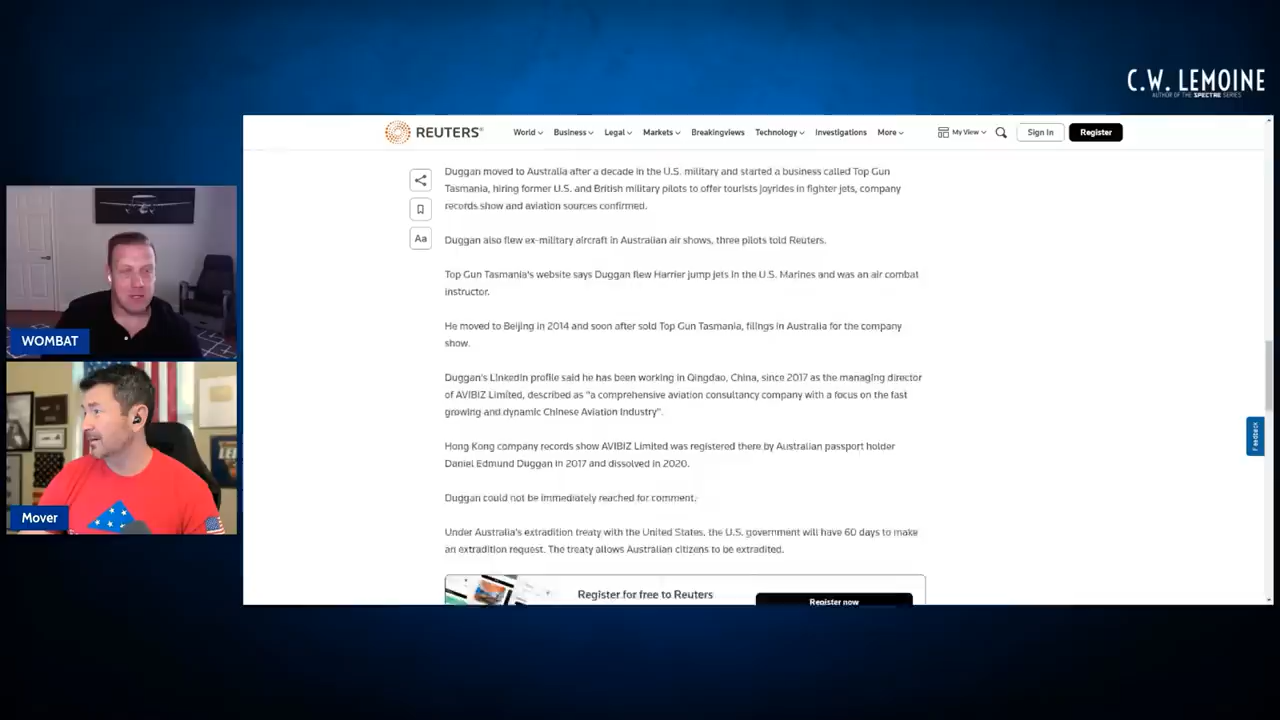 C.W. LEMOINE
AUTHOR OF THE SPECTRE SERIES
REUTERS®
World
Business
Legal
Markets
Breakingviews
Technology
Investigations
More
My View
Sign In
Register
Duggan moved to Australia after a decade in the U.S. military and started a business called Top Gun
Tasmania, hiring former U.S. and British military pilots to offer tourists joyrides in fighter jets, company
records show and aviation sources confirmed.
Aa
Duggan also flew ex-military aircraft in Australian air shows, three pilots told Reuters.
Top Gun Tasmania's website says Duggan flew Harrier jump jets in the U.S. Marines and was an air combat
instructor.
He moved to Beijing in 2014 and soon after sold Top Gun Tasmania, filings in Australia for the company
show.
Duggan's LinkedIn profile said he has been working in Qingdao, China, since 2017 as the managing director
of AVIBIZ Limited, described as "a comprehensive aviation consultancy company with a focus on the fast
growing and dynamic Chinese Aviation Industry".
Hong Kong company records show AVIBIZ Limited was registered there by Australian passport holder
Daniel Edmund Duggan in 2017 and dissolved in 2020.
Duggan could not be immediately reached for comment.
Under Australia's extradition treaty with the United States, the U.S. government will have 60 days to make
an extradition request. The treaty allows Australian citizens to be extradited.
Register for free to Reuters
Register now
Feedback
WOMBAT
Mover